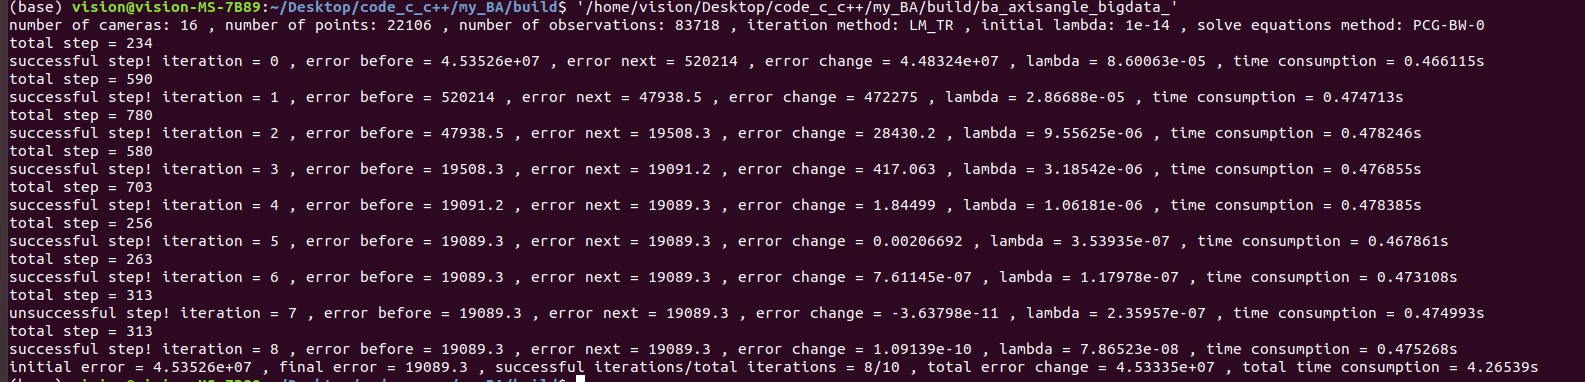 (base) vision@vision-MS-7B89:~/Desktop/code_c_c++/my_BA/build$ '/home/vision/Desktop/code_c_c++/my_BA/build/ba_axisangle_bigdata_'
number of cameras: 16 , number of points: 22106 , number of observations: 83718 , iteration method: LM_TR , initial lambda: 1e-14 , solve equations method: PCG-BW-0
total step = 234
successful step! iteration = 0 , error before = 4.53526e+07 , error next = 520214 , error change = 4.48324e+07 , lambda = 8.60063e-05 , time consumption = 0.466115s
total step = 590
successful step! iteration = 1 , error before = 520214 , error next = 47938.5 , error change = 472275 , lambda = 2.86688e-05 , time consumption = 0.474713s
total step = 780
successful step! iteration = 2 , error before = 47938.5 , error next = 19508.3 , error change = 28430.2 , lambda = 9.55625e-06 , time consumption = 0.478246s
total step = 580
successful step! iteration = 3 , error before = 19508.3 , error next = 19091.2 , error change = 417.063 , lambda = 3.18542e-06 , time consumption = 0.476855s
total step = 703
successful step! iteration = 4 , error before = 19091.2 , error next = 19089.3 , error change = 1.84499 , lambda = 1.06181e-06 , time consumption = 0.478385s
total step = 256
successful step! iteration = 5 , error before = 19089.3 , error next = 19089.3 , error change = 0.00206692 , lambda = 3.53935e-07 , time consumption = 0.467861s
total step = 263
successful step! iteration = 6 , error before = 19089.3 , error next = 19089.3 , error change = 7.61145e-07 , lambda = 1.17978e-07 , time consumption = 0.473108s
total step = 313
unsuccessful step! iteration = 7 , error before = 19089.3 , error next = 19089.3 , error change = -3.63798e-11 , lambda = 2.35957e-07 , time consumption = 0.474993s
total step = 313
successful step! iteration = 8 , error before = 19089.3 , error next = 19089.3 , error change = 1.09139e-10 , lambda = 7.86523e-08 , time consumption = 0.475268s
initial error = 4.53526e+07 , final error = 19089.3 , successful iterations/total iterations = 8/10 , total error change = 4.53335e+07 , total time consumption = 4.26539s